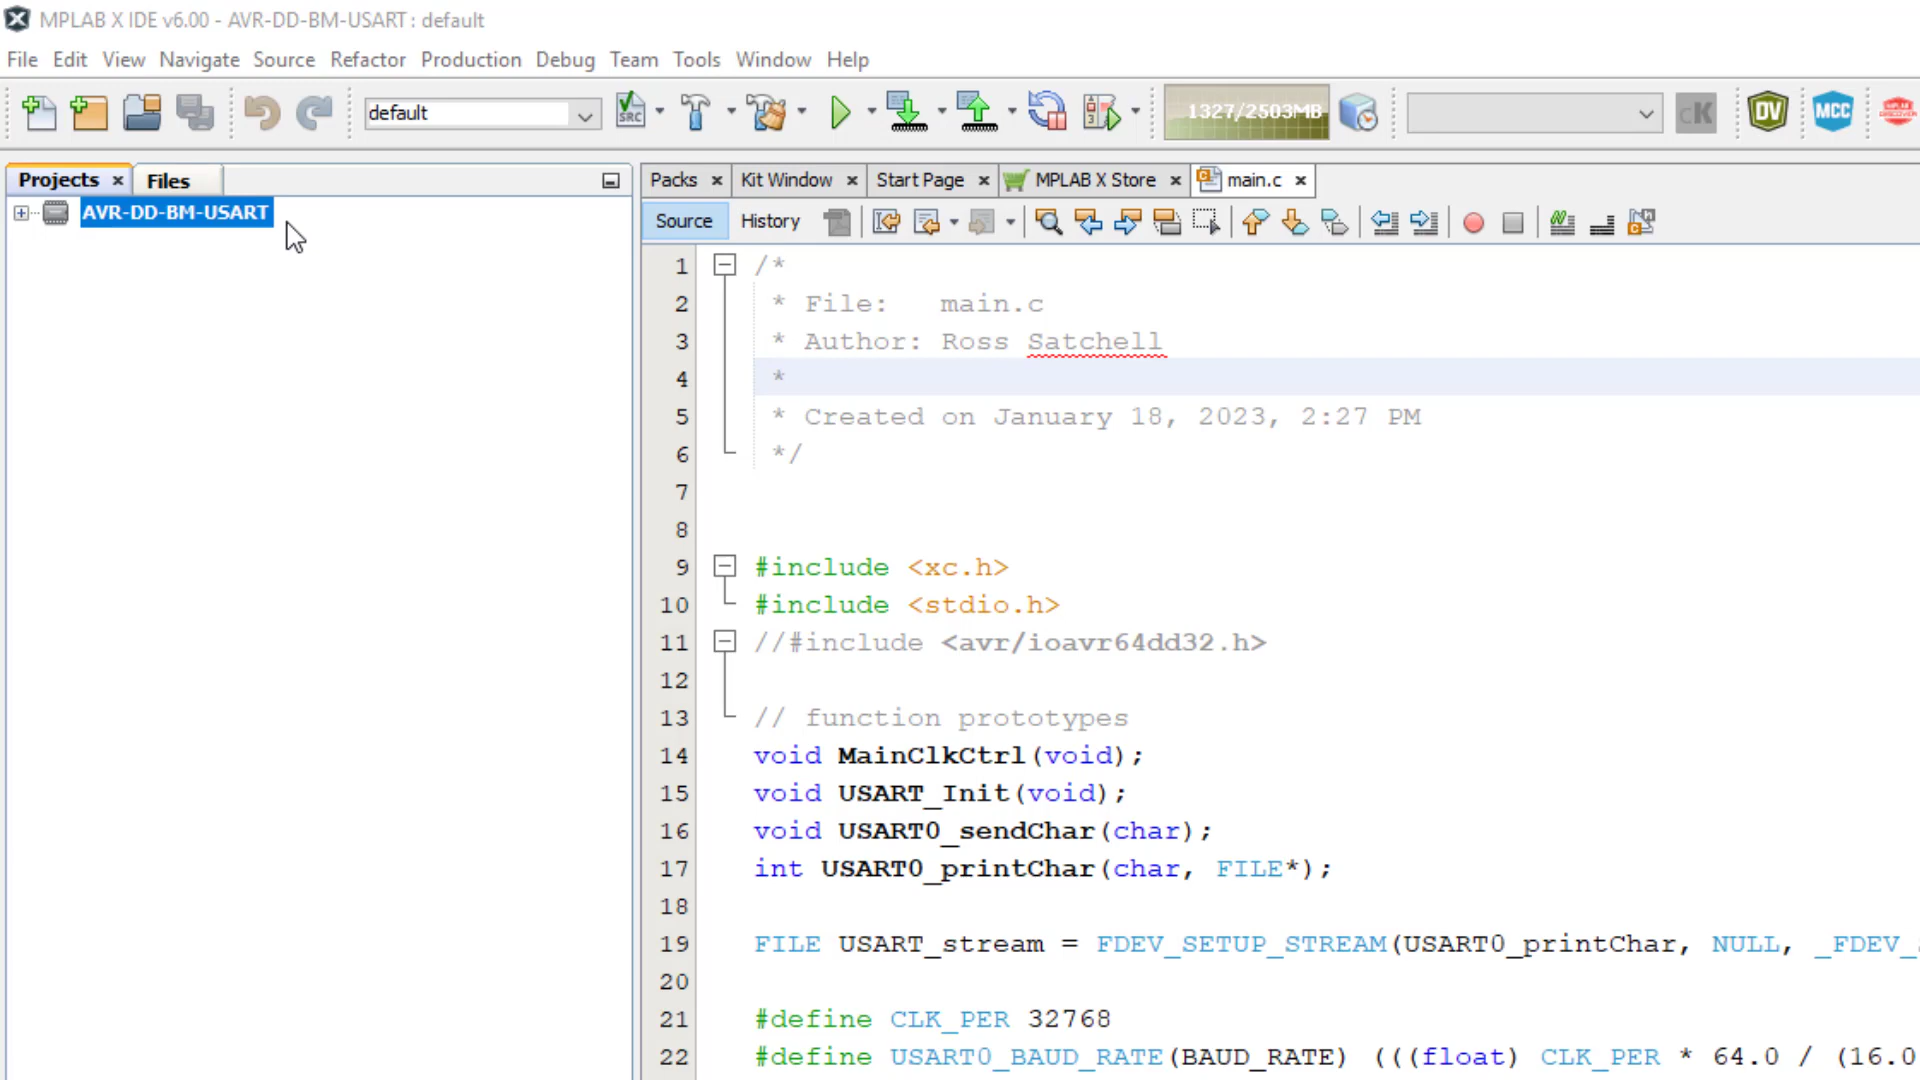 MPLAB X IDE v6.00 - AVR-DD-BM-USART : default
File Edit View Navigate Source Refactor Production Debug Team Tools Window Help
default SRC 1327/2503MB cK DV MCC
Projects Files
AVR-DD-BM-USART
Packs Kit Window Start Page MPLAB X Store main.c
Source History
1 /*
2 * File: main.c
3 * Author: Ross Satchell
4 *
5 * Created on January 18, 2023, 2:27 PM
6 */
7
8
9 #include <xc.h>
10 #include <stdio.h>
11 //#include <avr/ioavr64dd32.h>
12
13 // function prototypes
14 void MainClkCtrl(void);
15 void USART_Init(void);
16 void USART0_sendChar(char);
17 int USART0_printChar(char, FILE*);
18
19 FILE USART_stream = FDEV_SETUP_STREAM(USART0_printChar, NULL, _FDEV_
20
21 #define CLK_PER 32768
22 #define USART0_BAUD_RATE(BAUD_RATE) (((float) CLK_PER * 64.0 / (16.0